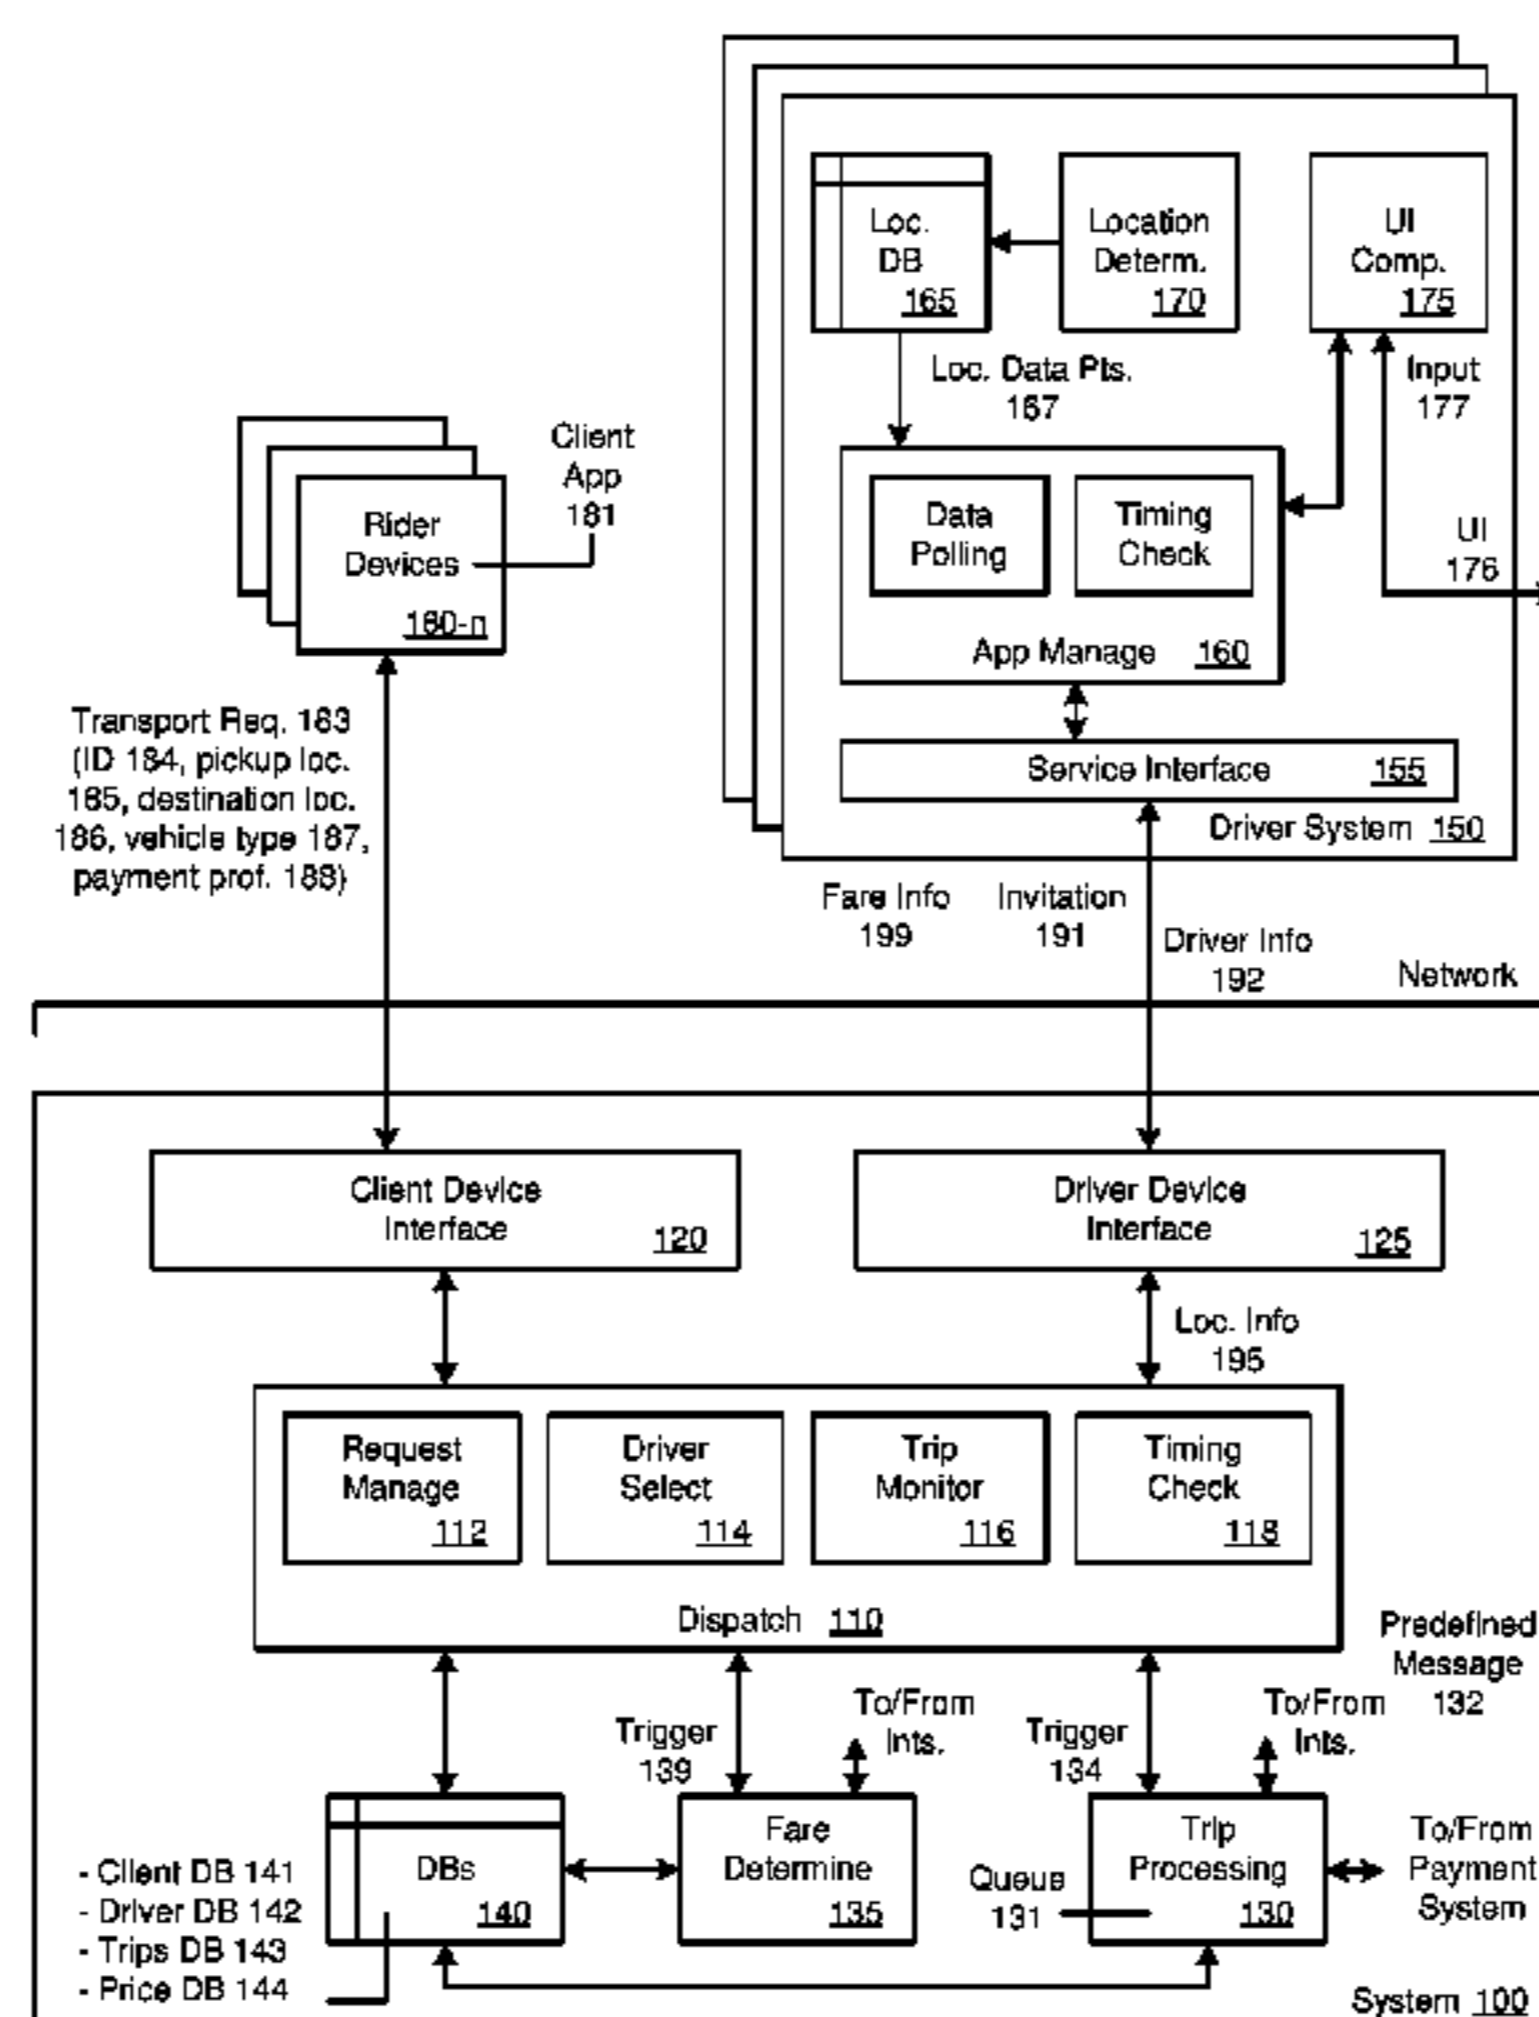 Loc.
DB
165
Location
Determ.
170
UI
Comp.
175
Loc. Data Pts.
167
Input
177
Client
App
181
Rider
Devices
180-n
Data
Polling
Timing
Check
UI
176
App Manage 160
Transport Req. 183
(ID 184, pickup loc.
185, destination loc.
186, vehicle type 187,
payment prof. 188)
Service Interface 155
Driver System 150
Fare Info
199
Invitation
191
Driver Info
192
Network
Client Device
Interface
120
Driver Device
Interface
125
Loc. Info
195
Request
Manage
112
Driver
Select
114
Trip
Monitor
116
Timing
Check
118
Dispatch 110
Predefined
Message
132
Trigger
139
To/From
Ints.
Trigger
134
To/From
Ints.
- Client DB 141
- Driver DB 142
- Trips DB 143
- Price DB 144
DBs
140
Fare
Determine
135
Queue
131
Trip
Processing
130
To/From
Payment
System
System 100